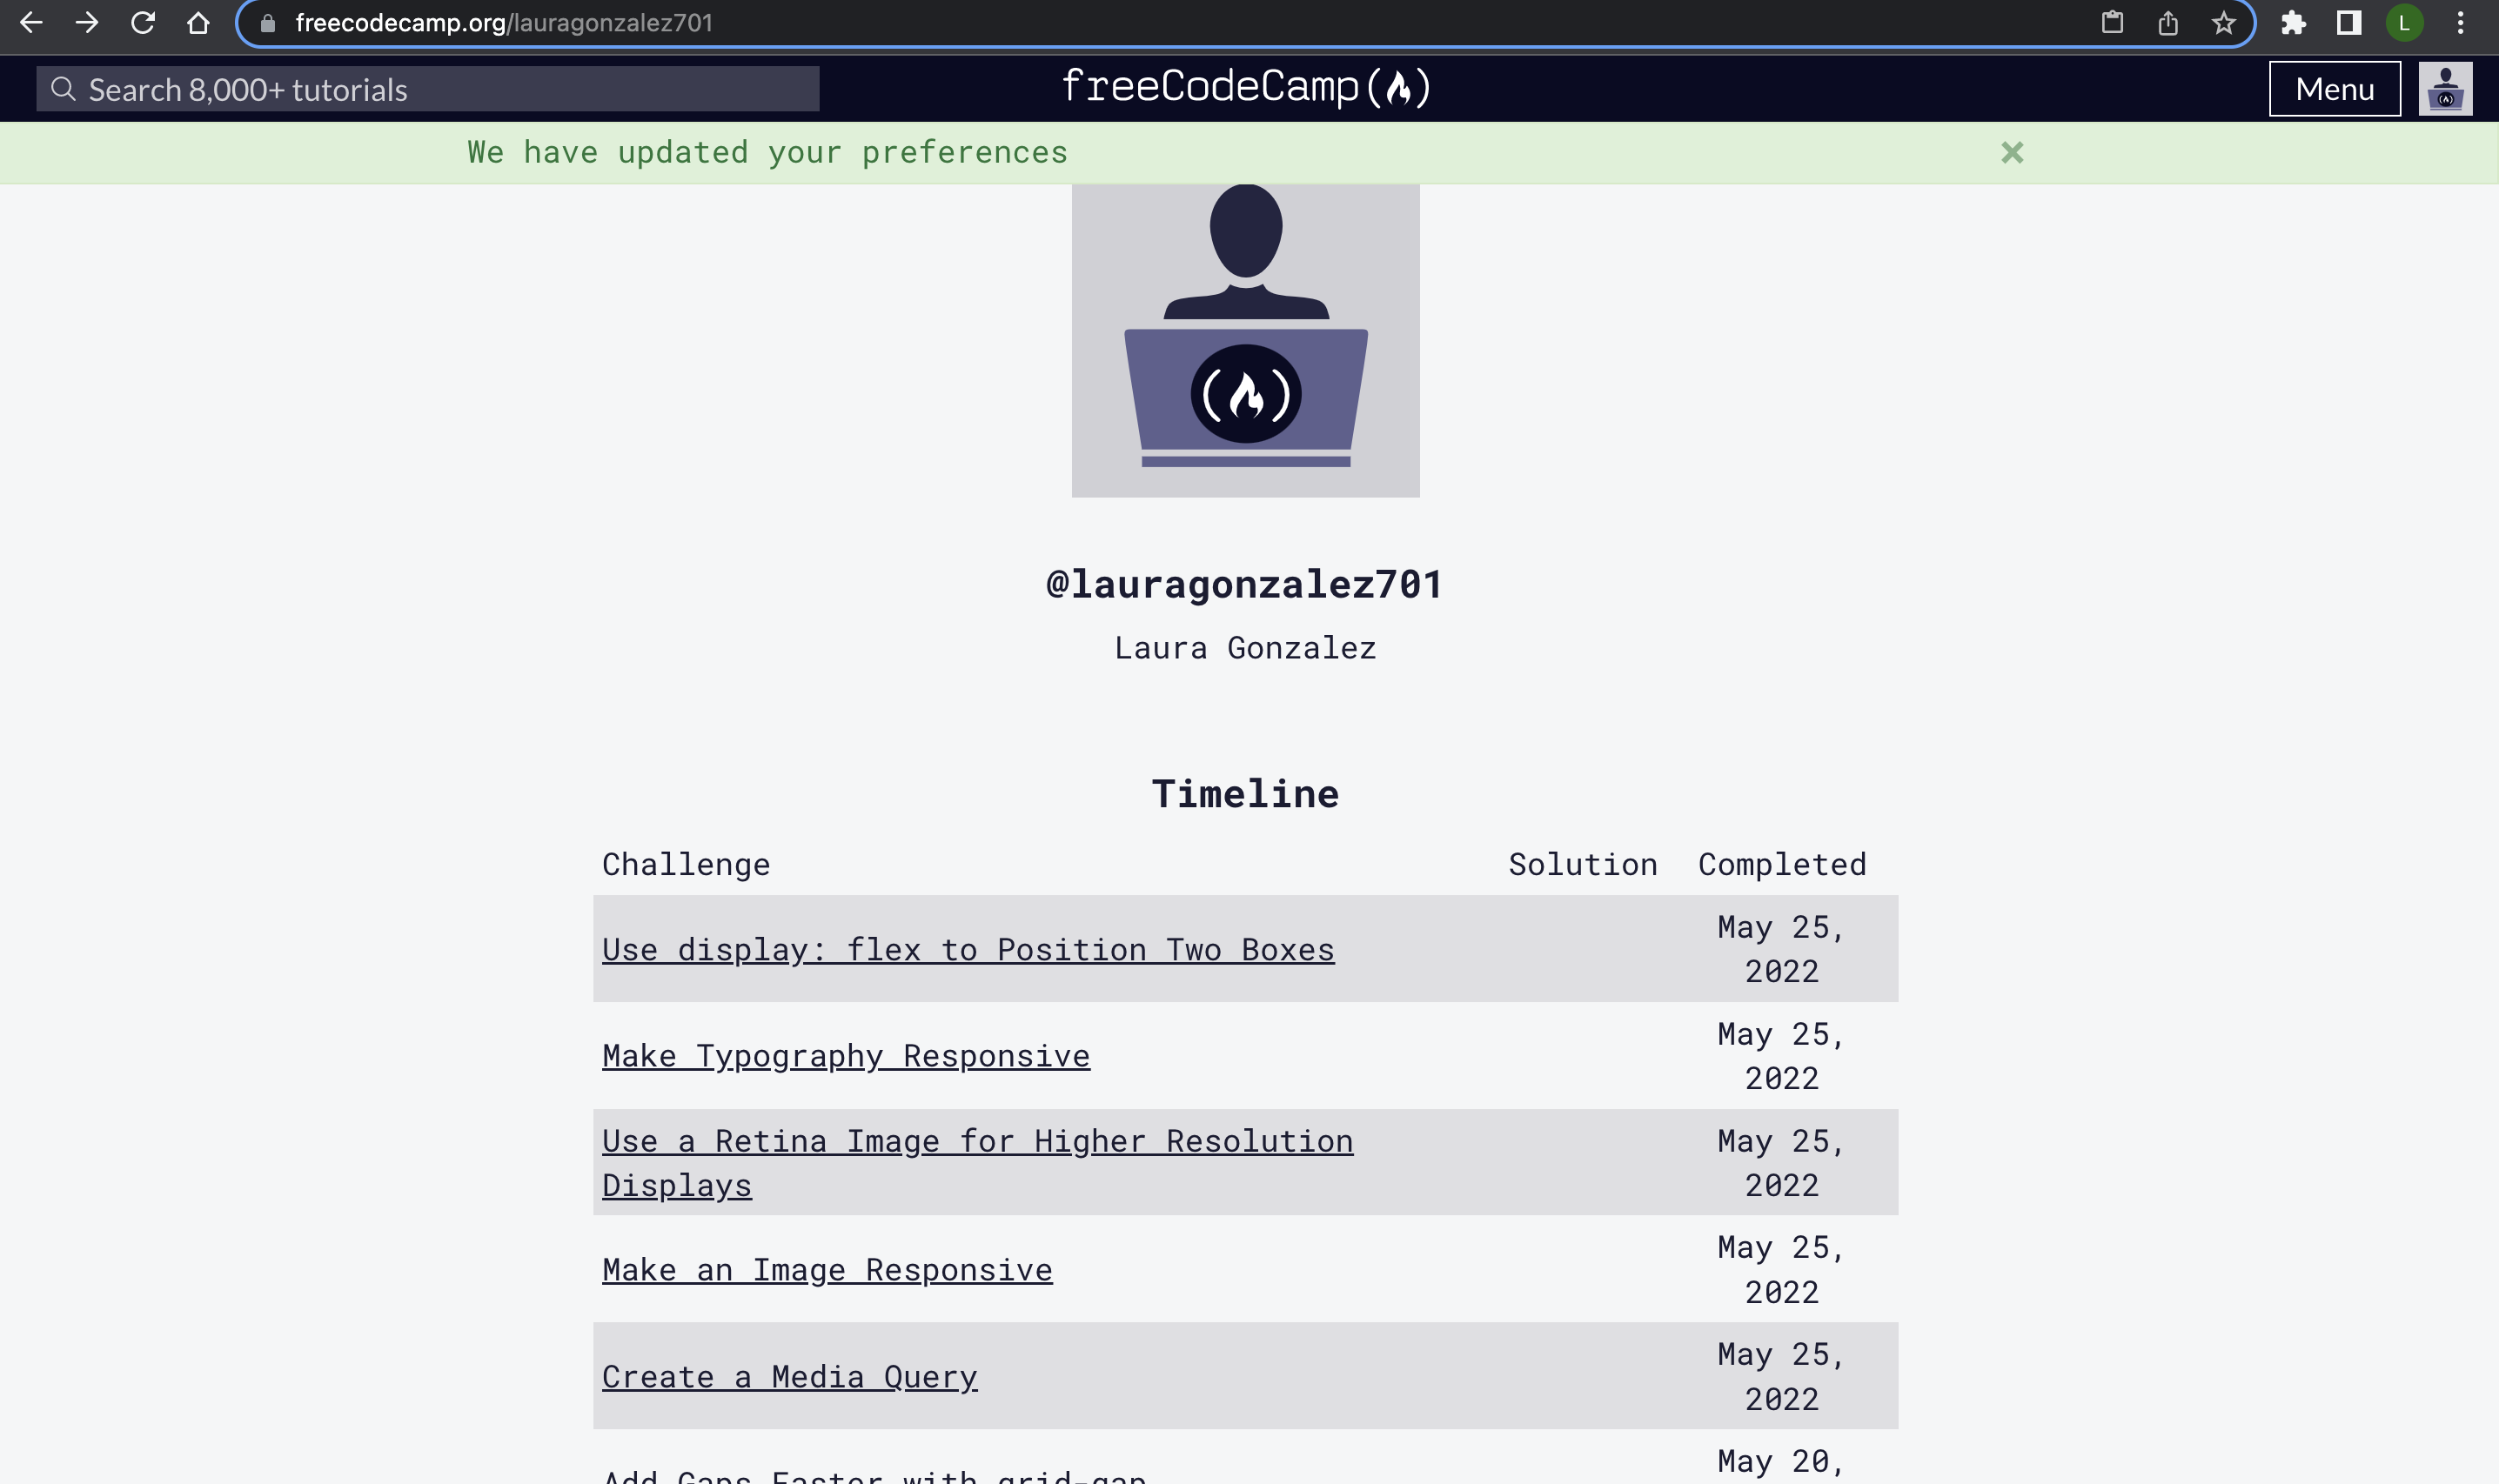 freecodecamp.org/lauragonzalez701
L
Search 8,000+ tutorials
freeCodeCamp
Menu
We have updated your preferences
@lauragonzalez701
Laura Gonzalez
Timeline
Challenge Solution Completed
Use display: flex to Position Two Boxes
May 25,
2022
Make Typography Responsive
May 25,
2022
Use a Retina Image for Higher Resolution
Displays
May 25,
2022
Make an Image Responsive
May 25,
2022
Create a Media Query
May 25,
2022
Add Gaps Faster with grid-gap
May 20,